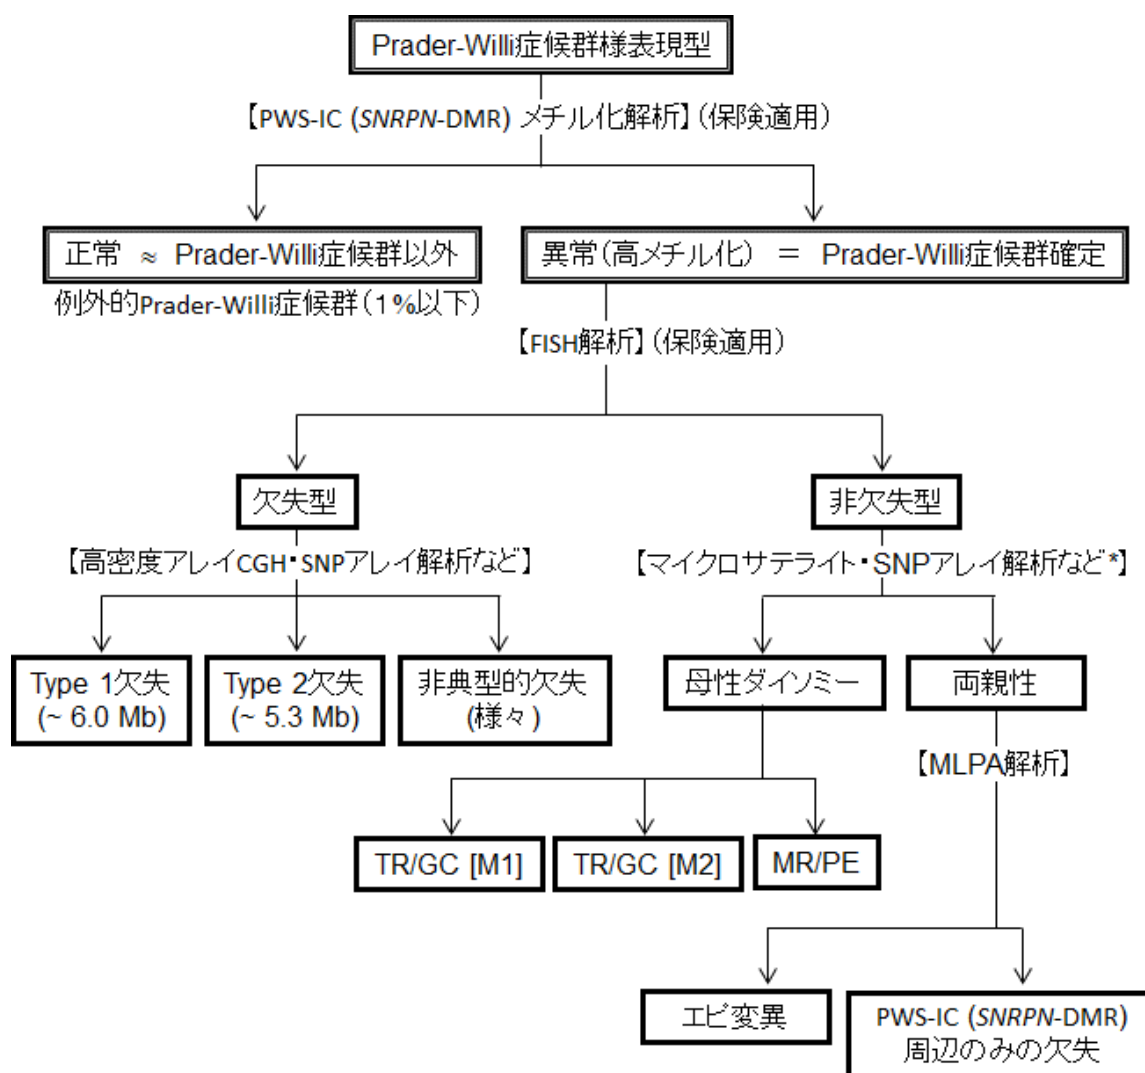 Prader-Willi症候群様表現型
【PWS-IC (SNRPN-DMR) メチル化解析】(保険適用)
正常 ≈ Prader-Willi症候群以外
異常(高メチル化) = Prader-Willi症候群確定
例外的Prader-Willi症候群(1%以下)
【FISH解析】(保険適用)
欠失型
非欠失型
【高密度アレイCGH・SNPアレイ解析など】
【マイクロサテライト・SNPアレイ解析など*】
Type 1欠失
(~ 6.0 Mb)
Type 2欠失
(~ 5.3 Mb)
非典型的欠失
(様々)
母性ダイソミー
両親性
【MLPA解析】
TR/GC [M1]
TR/GC [M2]
MR/PE
エピ変異
PWS-IC (SNRPN-DMR)
周辺のみの欠失